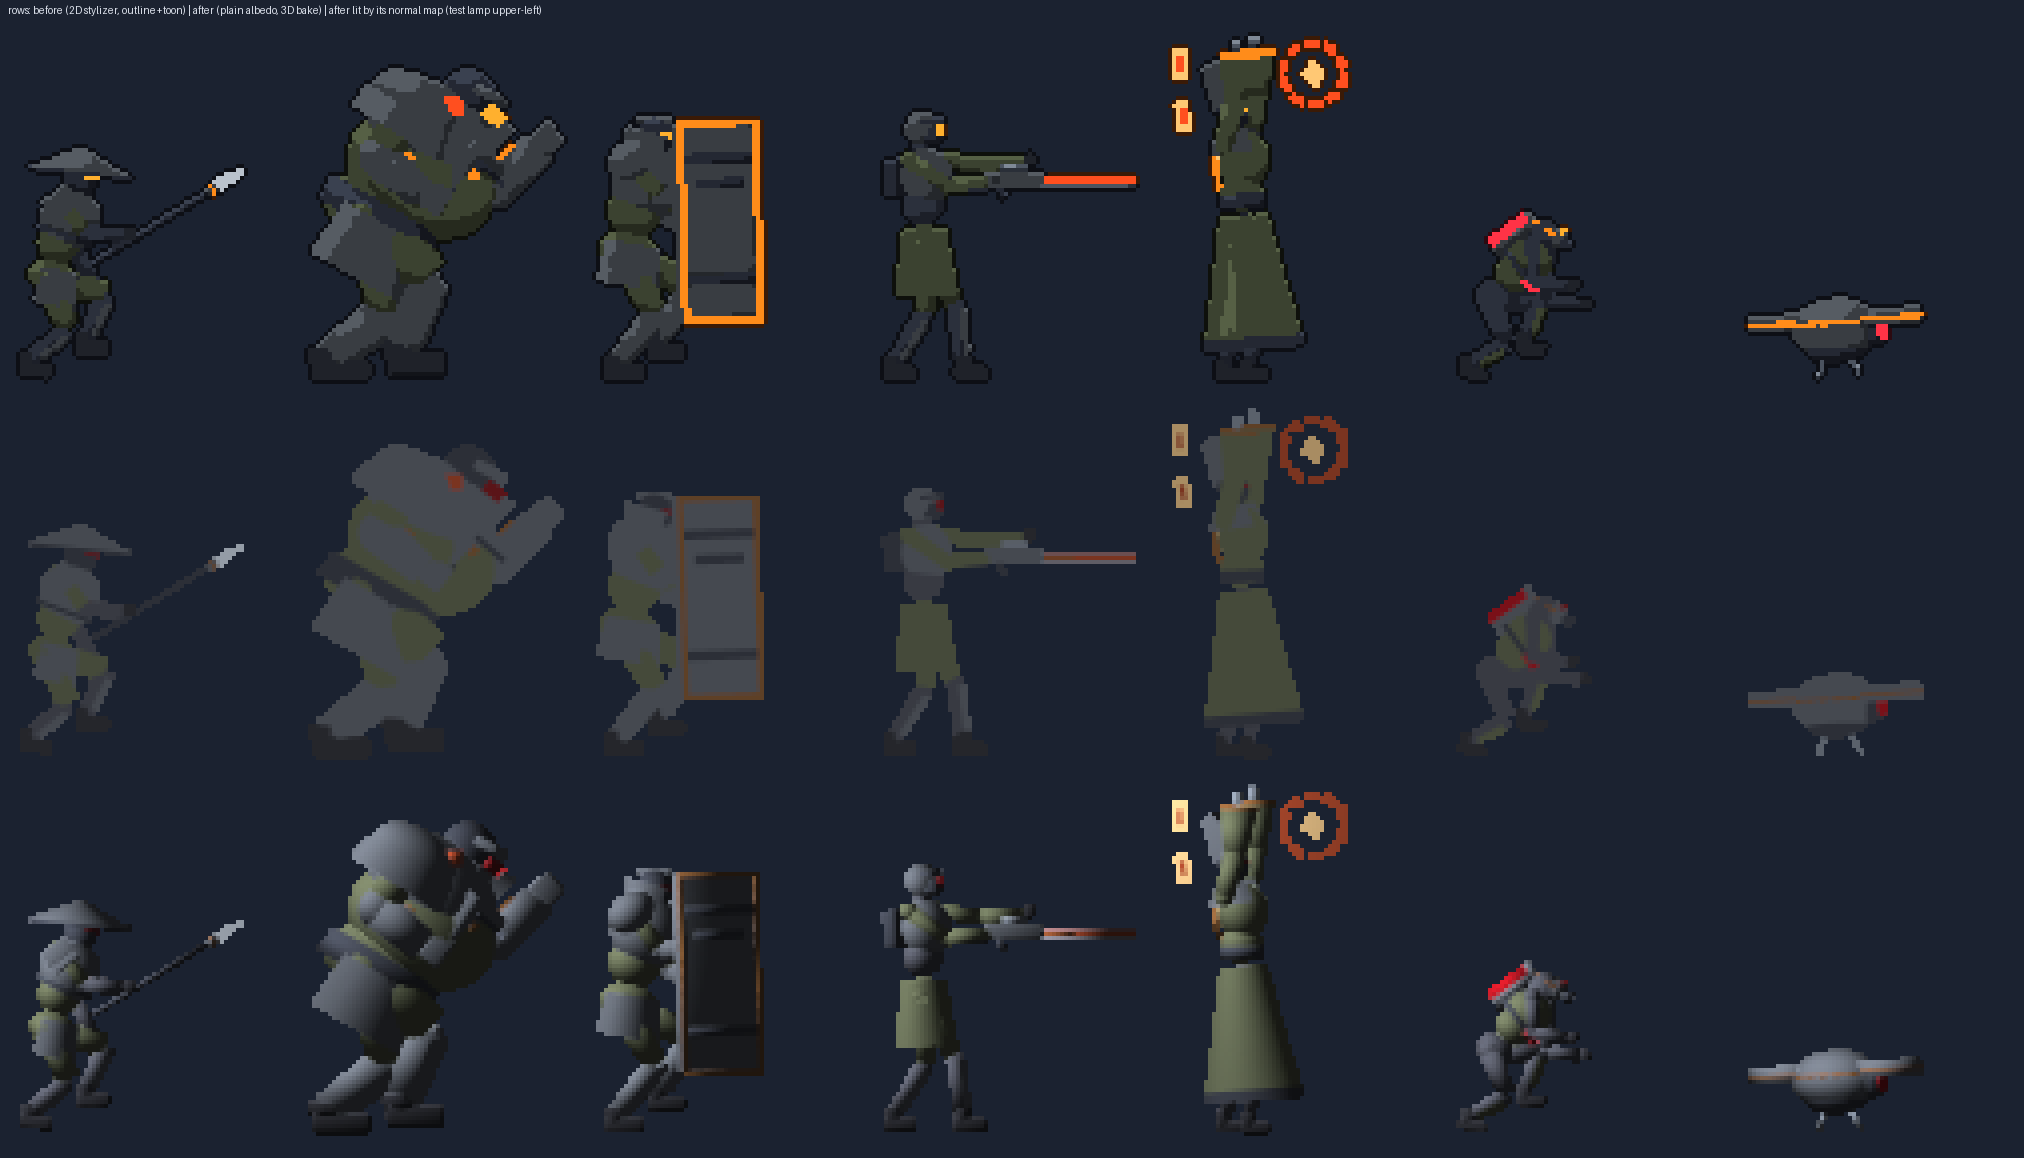 rows: before (2D stylizer, outline+toon) | after (plain albedo, 3D bake) | after lit by its normal map (test lamp upper-left)